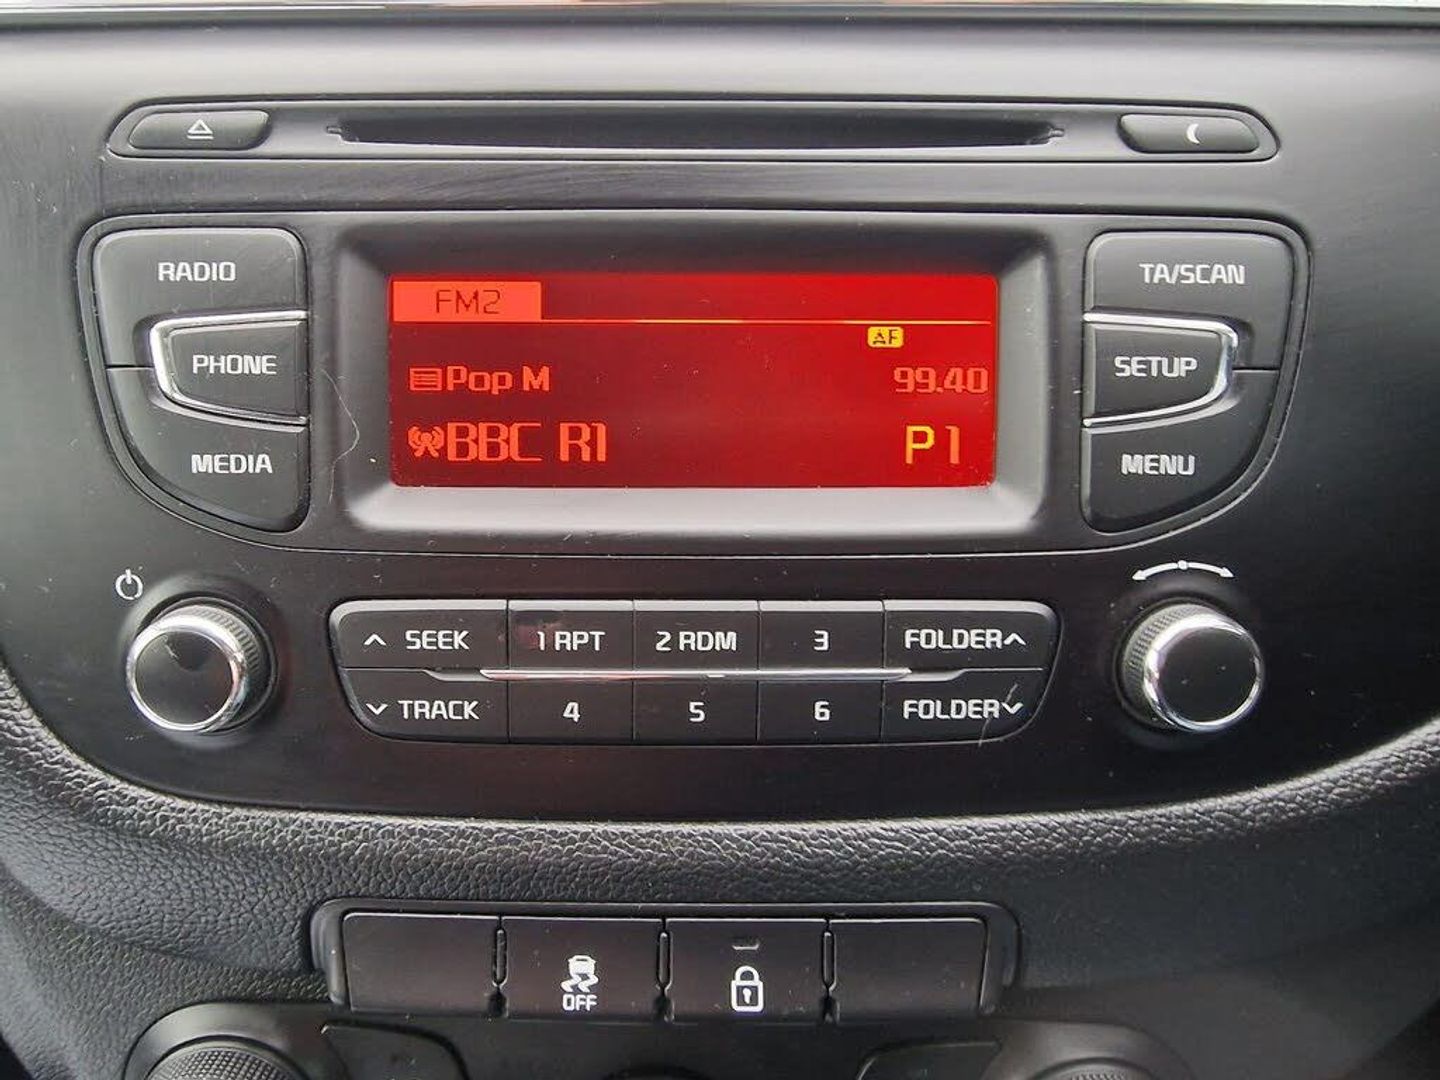 RADIO
TA/SCAN
FM2
AF
PHONE
SETUP
Pop M 99.40
MEDIA
BBC R1 P1
MENU
SEEK 1 RPT 2 RDM 3 FOLDER
TRACK 4 5 6 FOLDER
OFF